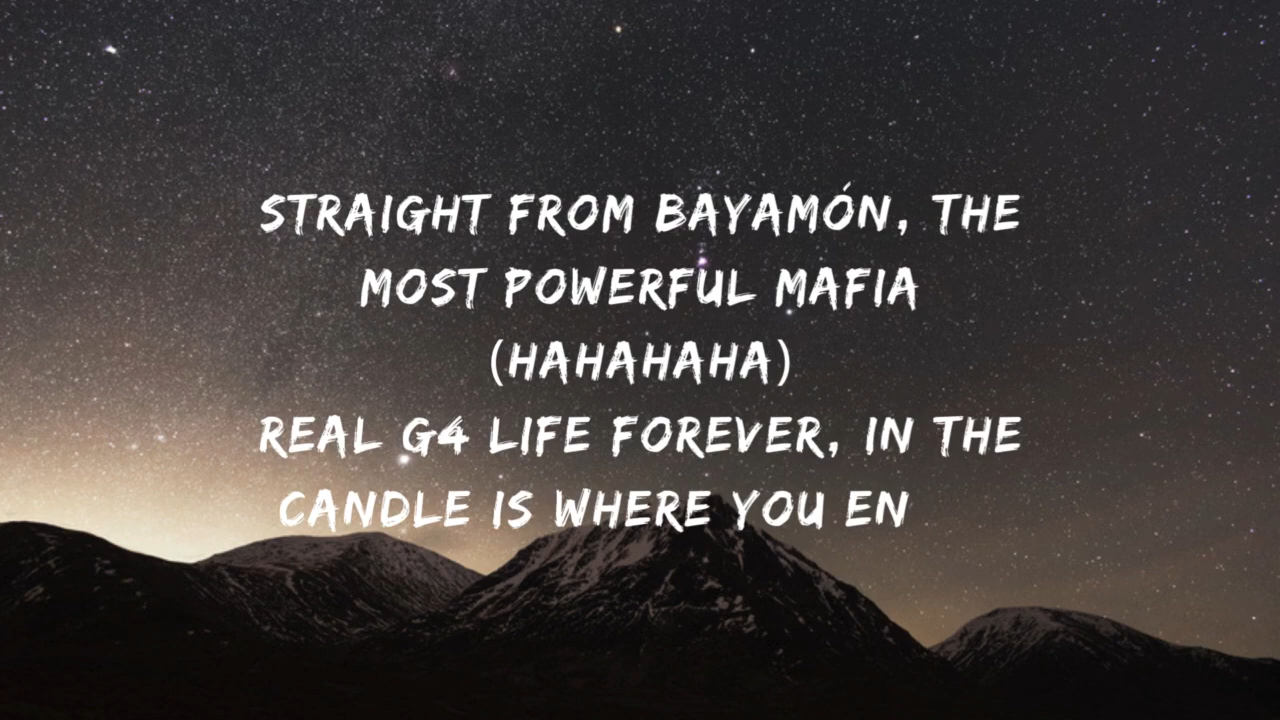 STRAIGHT FROM BAYAMÓN, THE
MOST POWERFUL MAFIA
(HAHAHAHA)
REAL G4 LIFE FOREVER, IN THE
CANDLE IS WHERE YOU EN